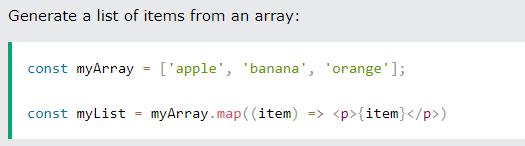 Generate a list of items from an array:
const myArray = ['apple', 'banana', 'orange'];
const myList = myArray.map((item) => <p>{item}</p>)